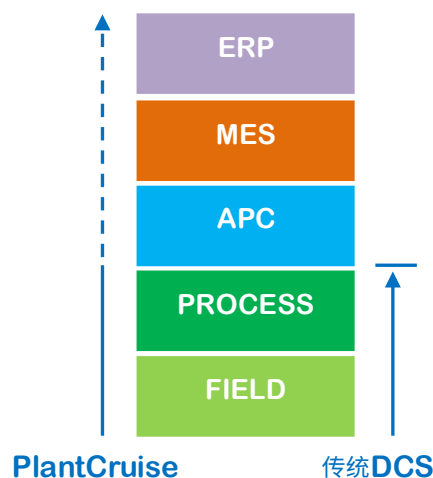 ERP
MES
APC
PROCESS
FIELD
PlantCruise
传统DCS